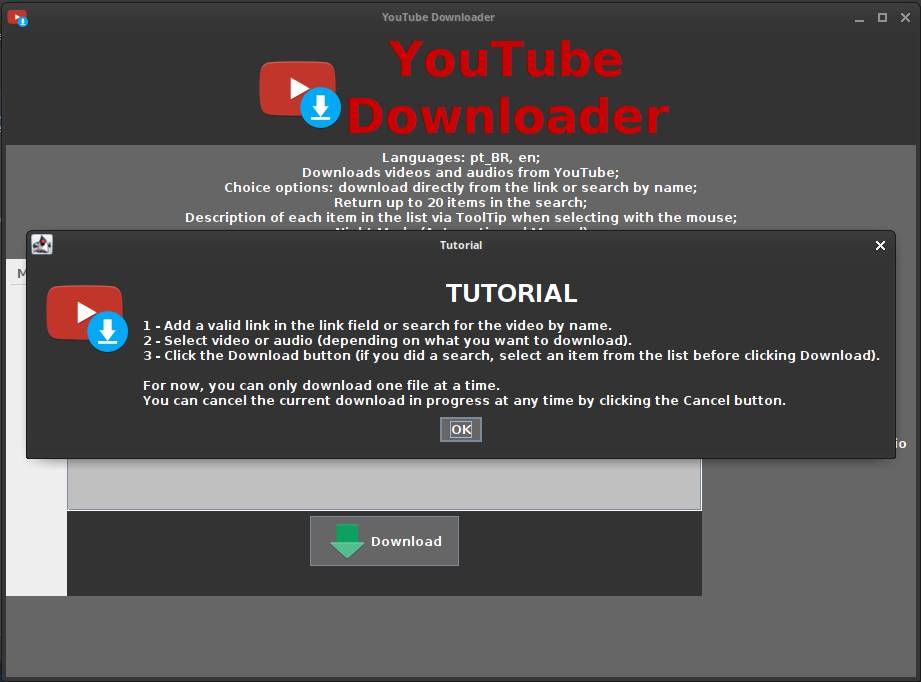 YouTube Downloader
YouTube
Downloader
Languages: pt_BR, en;
Downloads videos and audios from YouTube;
Choice options: download directly from the link or search by name;
Return up to 20 items in the search;
Description of each item in the list via ToolTip when selecting with the mouse;
Tutorial
M
TUTORIAL
1 - Add a valid link in the link field or search for the video by name.
2 - Select video or audio (depending on what you want to download).
3 - Click the Download button (if you did a search, select an item from the list before clicking Download).
For now, you can only download one file at a time.
You can cancel the current download in progress at any time by clicking the Cancel button.
OK
io
Download